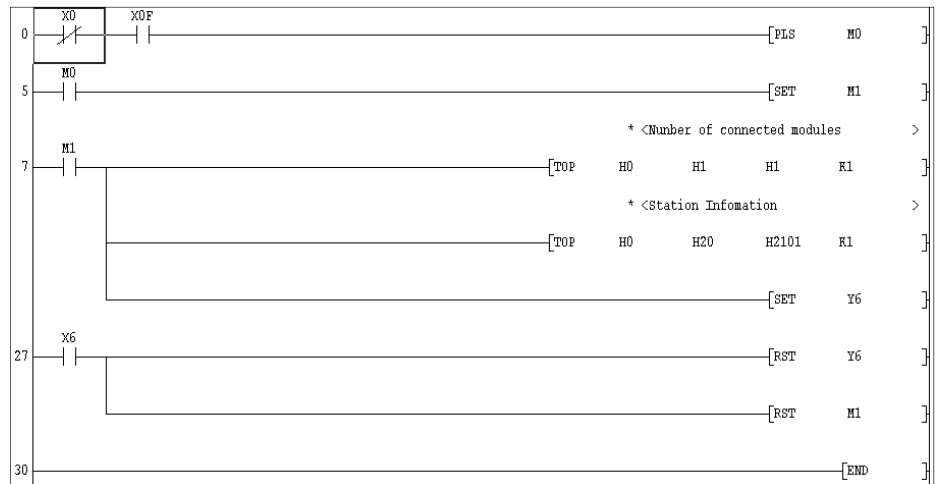 X0 X0F
0 [PLS M0 ]
M0
5 [SET M1 ]
* <Nunber of connected modules >
M1
7 [TOP H0 H1 H1 K1 ]
* <Station Infomation >
[TOP H0 H20 H2101 K1 ]
[SET Y6 ]
X6
27 [RST Y6 ]
[RST M1 ]
30 [END ]